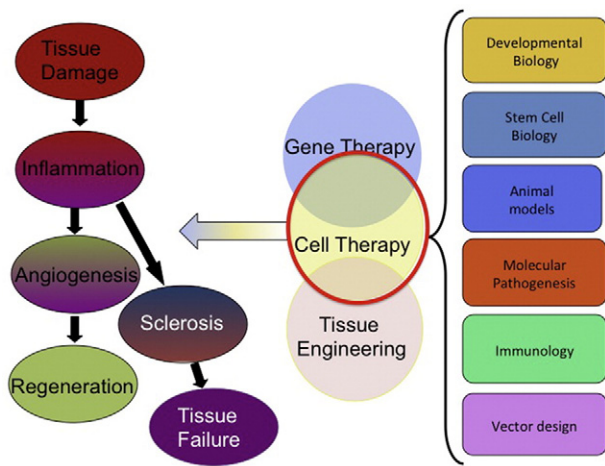 Tissue
Damage
Inflammation
Angiogenesis
Sclerosis
Regeneration
Tissue
Failure
Gene Therapy
Cell Therapy
Tissue
Engineering
Developmental
Biology
Stem Cell
Biology
Animal
models
Molecular
Pathogenesis
Immunology
Vector design